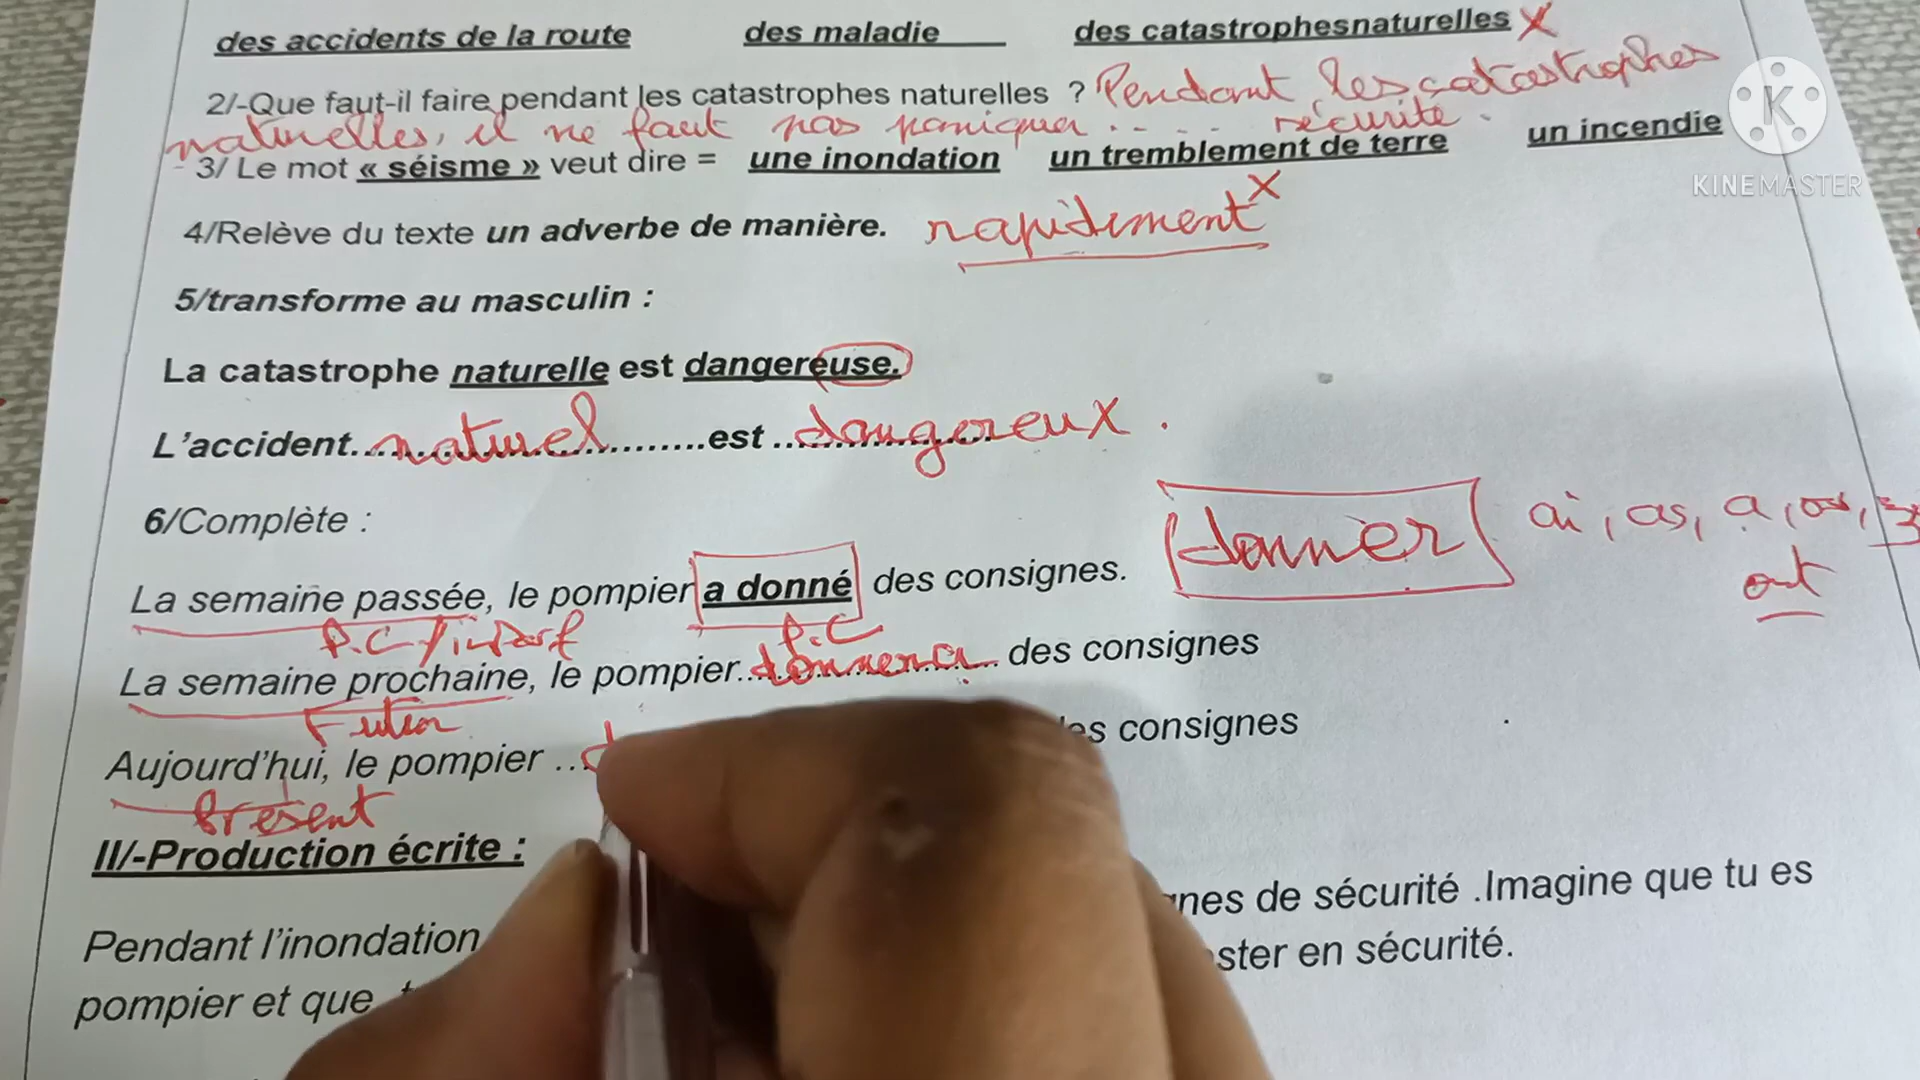 des accidents de la route des maladie des catastrophesnaturelles X
2/-Que faut-il faire pendant les catastrophes naturelles ? Pendant les catastrophes
naturelles, il ne faut pas paniquer ..... sécurité.
3/ Le mot « séisme » veut dire = une inondation un tremblement de terre un incendie
X
KINEMASTER
4/Relève du texte un adverbe de manière. rapidement
5/transforme au masculin :
La catastrophe naturelle est dangereuse.
L'accident...naturel.......est ...dangereux.
6/Complète :
donner ai, as, a, ons,
ont
La semaine passée, le pompier a donné des consignes.
P.C / imparf P.C
La semaine prochaine, le pompier...donnera... des consignes
Futur
Aujourd'hui, le pompier ...d consignes
Présent
II/-Production écrite :
Pendant l'inondation de sécurité .Imagine que tu es
pompier et que en sécurité.